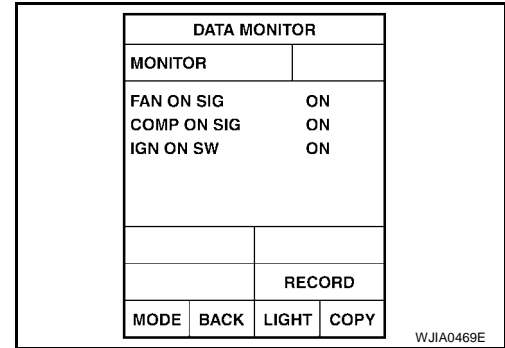 DATA MONITOR
MONITOR
FAN ON SIG ON
COMP ON SIG ON
IGN ON SW ON
RECORD
MODE BACK LIGHT COPY
WJIA0469E